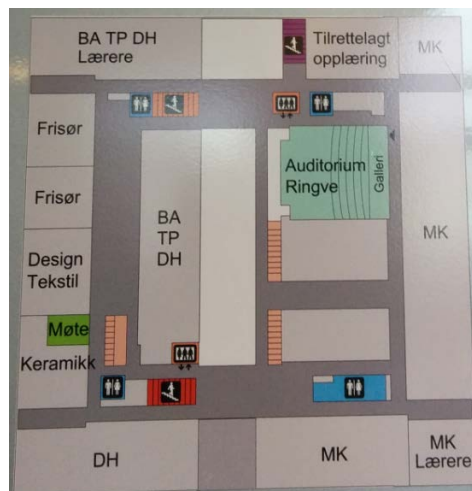 BA TP DH
Lærere
Tilrettelagt
opplæring
MK
Frisør
Auditorium
Ringve
Galleri
Frisør
BA
TP
DH
MK
Design
Tekstil
Møte
Keramikk
DH
MK
MK
Lærere